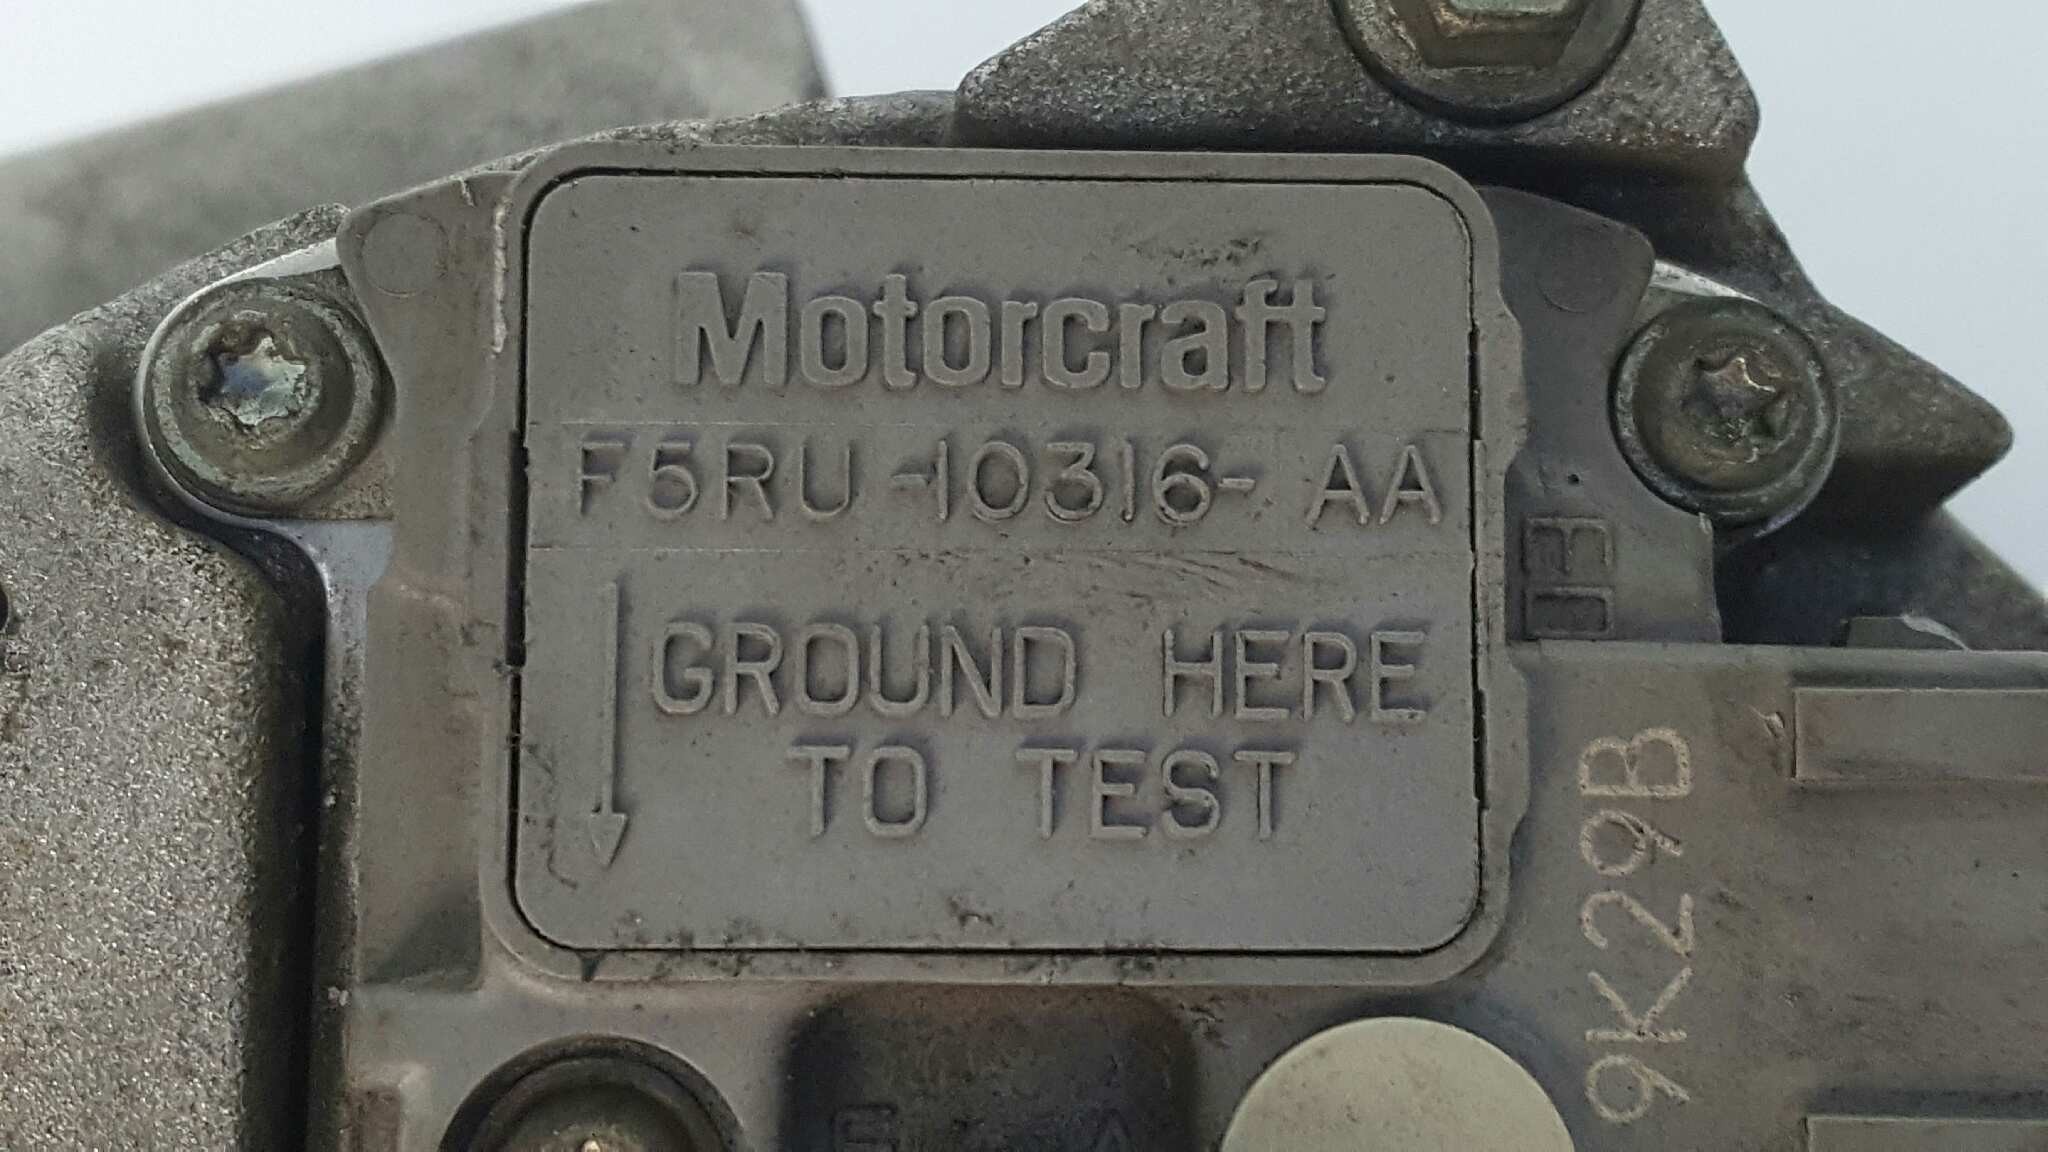 Motorcraft
F5RU-10316-AA
GROUND HERE
TO TEST
9K29B